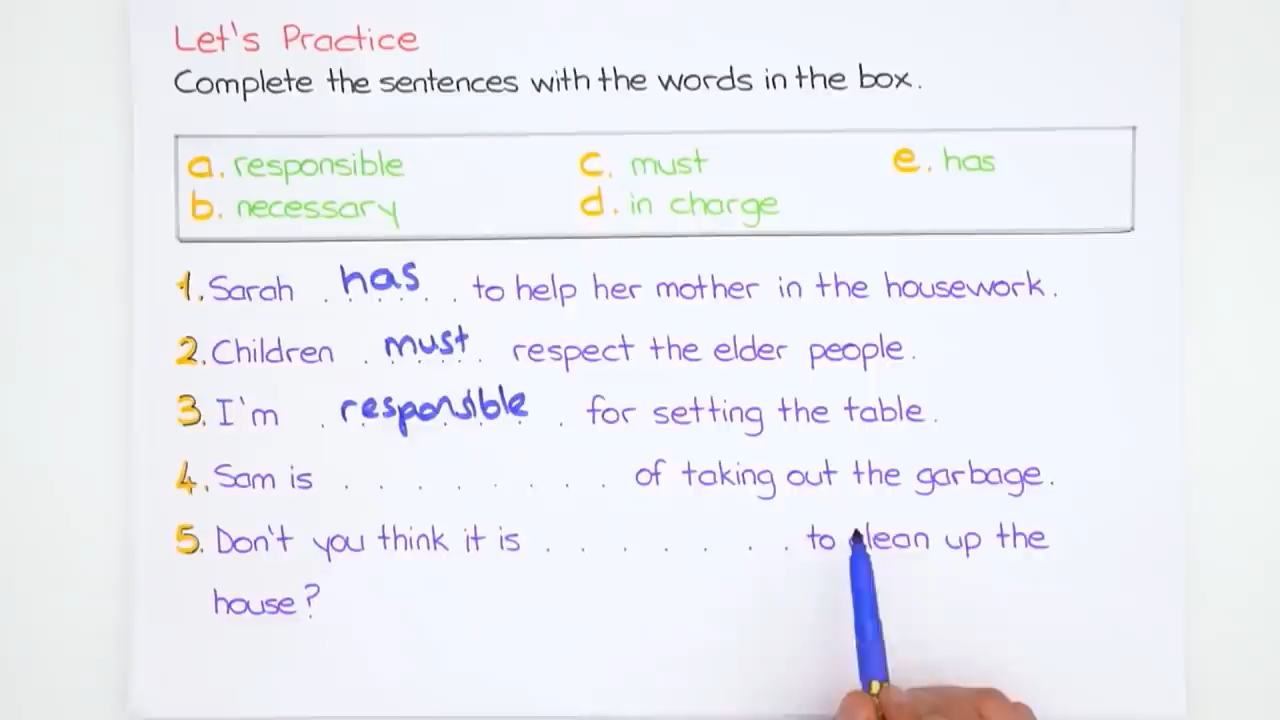 Let's Practice
Complete the sentences with the words in the box.
a. responsible c. must e. has
b. necessary d. in charge
1. Sarah . has . to help her mother in the housework.
2. Children . must . respect the elder people.
3. I'm . responsible . for setting the table.
4. Sam is . . . . . . . . of taking out the garbage.
5. Don't you think it is . . . . . . . to clean up the
house?